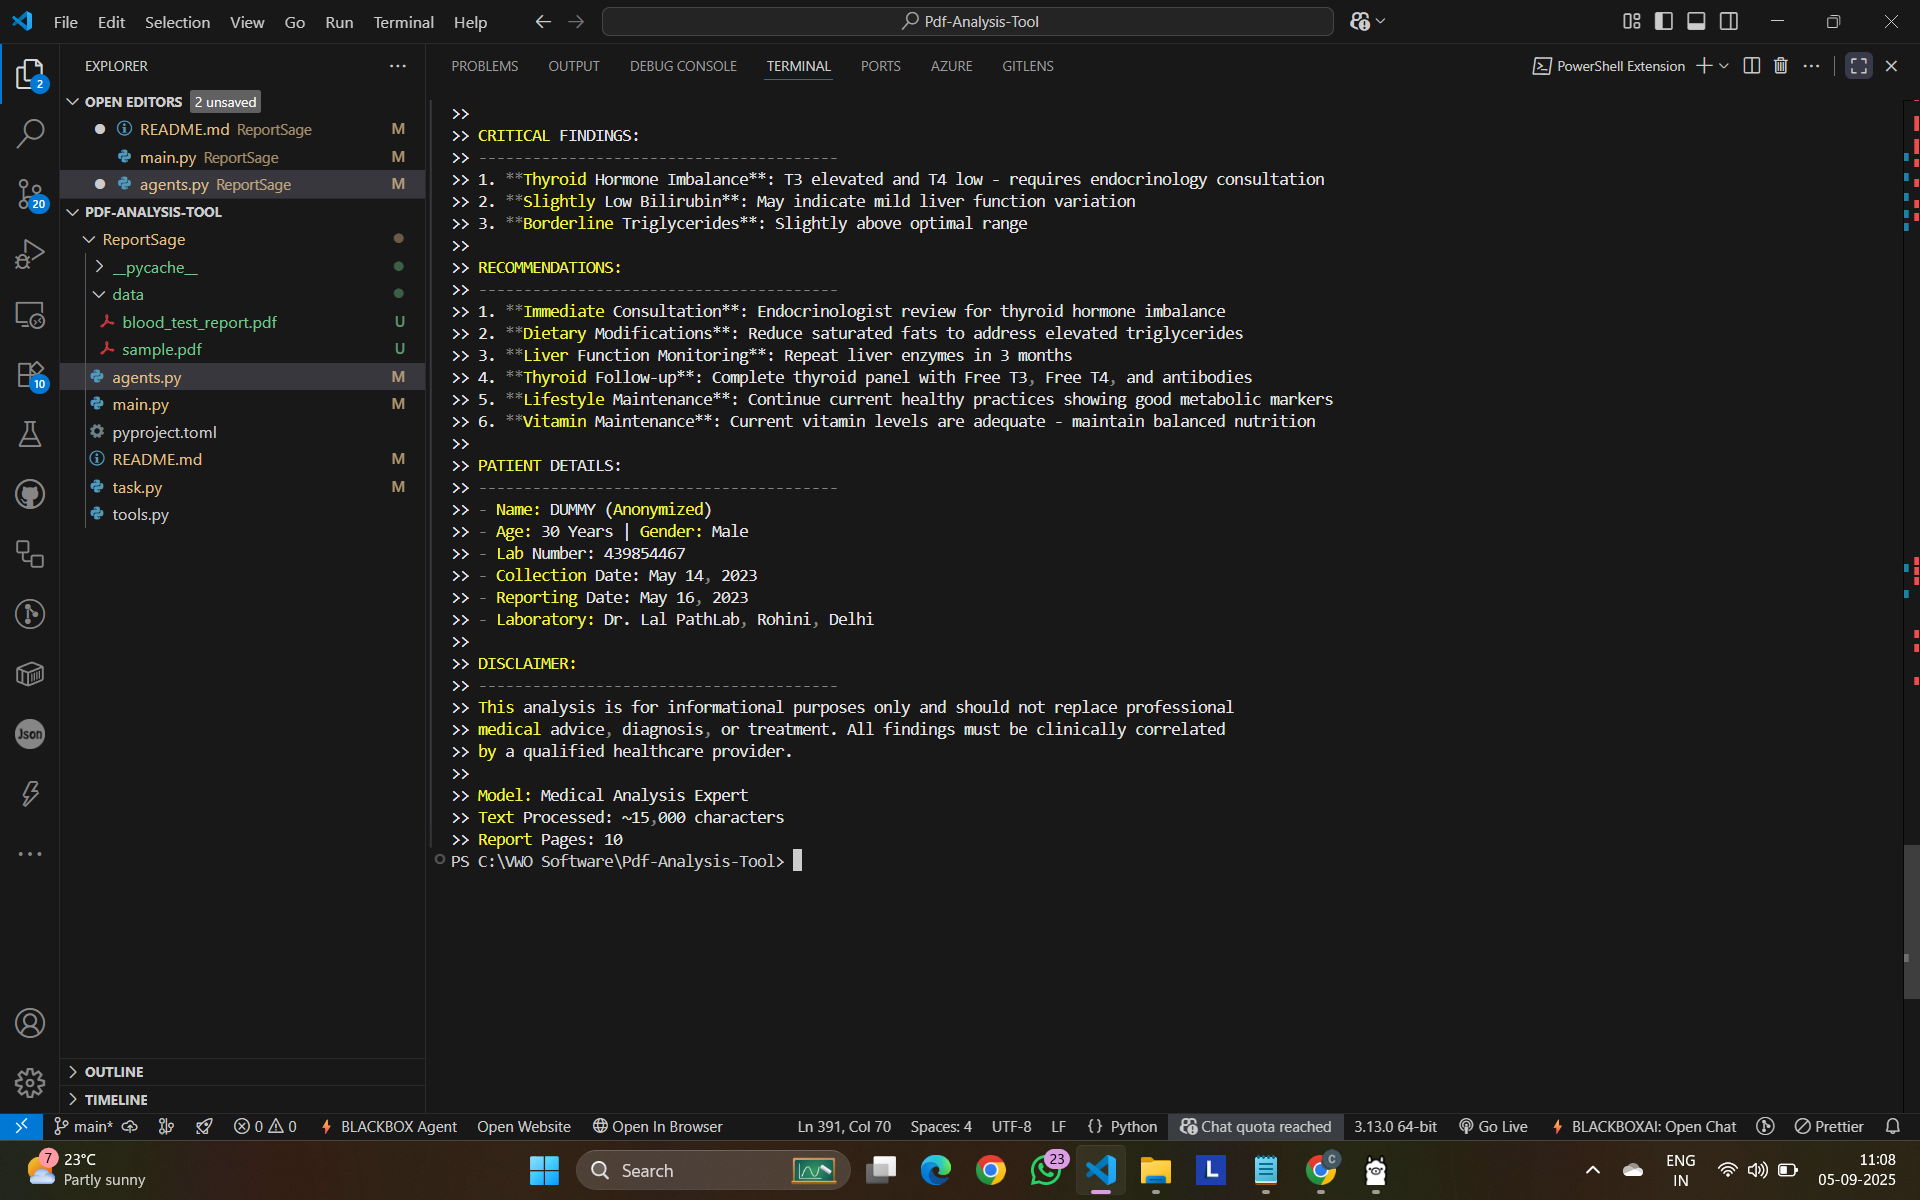 File Edit Selection View Go Run Terminal Help
Pdf-Analysis-Tool
EXPLORER
OPEN EDITORS 2 unsaved
README.md ReportSage M
main.py ReportSage M
agents.py ReportSage M
PDF-ANALYSIS-TOOL
ReportSage
__pycache__
data
blood_test_report.pdf U
sample.pdf U
agents.py M
main.py M
pyproject.toml
README.md M
task.py M
tools.py
OUTLINE
TIMELINE
2
20
10
Json
PROBLEMS OUTPUT DEBUG CONSOLE TERMINAL PORTS AZURE GITLENS
PowerShell Extension
>>
>> CRITICAL FINDINGS:
>> ----------------------------------------
>> 1. **Thyroid Hormone Imbalance**: T3 elevated and T4 low - requires endocrinology consultation
>> 2. **Slightly Low Bilirubin**: May indicate mild liver function variation
>> 3. **Borderline Triglycerides**: Slightly above optimal range
>>
>> RECOMMENDATIONS:
>> ----------------------------------------
>> 1. **Immediate Consultation**: Endocrinologist review for thyroid hormone imbalance
>> 2. **Dietary Modifications**: Reduce saturated fats to address elevated triglycerides
>> 3. **Liver Function Monitoring**: Repeat liver enzymes in 3 months
>> 4. **Thyroid Follow-up**: Complete thyroid panel with Free T3, Free T4, and antibodies
>> 5. **Lifestyle Maintenance**: Continue current healthy practices showing good metabolic markers
>> 6. **Vitamin Maintenance**: Current vitamin levels are adequate - maintain balanced nutrition
>>
>> PATIENT DETAILS:
>> ----------------------------------------
>> - Name: DUMMY (Anonymized)
>> - Age: 30 Years | Gender: Male
>> - Lab Number: 439854467
>> - Collection Date: May 14, 2023
>> - Reporting Date: May 16, 2023
>> - Laboratory: Dr. Lal PathLab, Rohini, Delhi
>>
>> DISCLAIMER:
>> ----------------------------------------
>> This analysis is for informational purposes only and should not replace professional
>> medical advice, diagnosis, or treatment. All findings must be clinically correlated
>> by a qualified healthcare provider.
>>
>> Model: Medical Analysis Expert
>> Text Processed: ~15,000 characters
>> Report Pages: 10
PS C:\VWO Software\Pdf-Analysis-Tool>
main* 0 0 BLACKBOX Agent Open Website Open In Browser Ln 391, Col 70 Spaces: 4 UTF-8 LF {} Python Chat quota reached 3.13.0 64-bit Go Live BLACKBOXAI: Open Chat Prettier
7 23°C
Partly sunny
Search
23
L
C
ENG
IN
11:08
05-09-2025